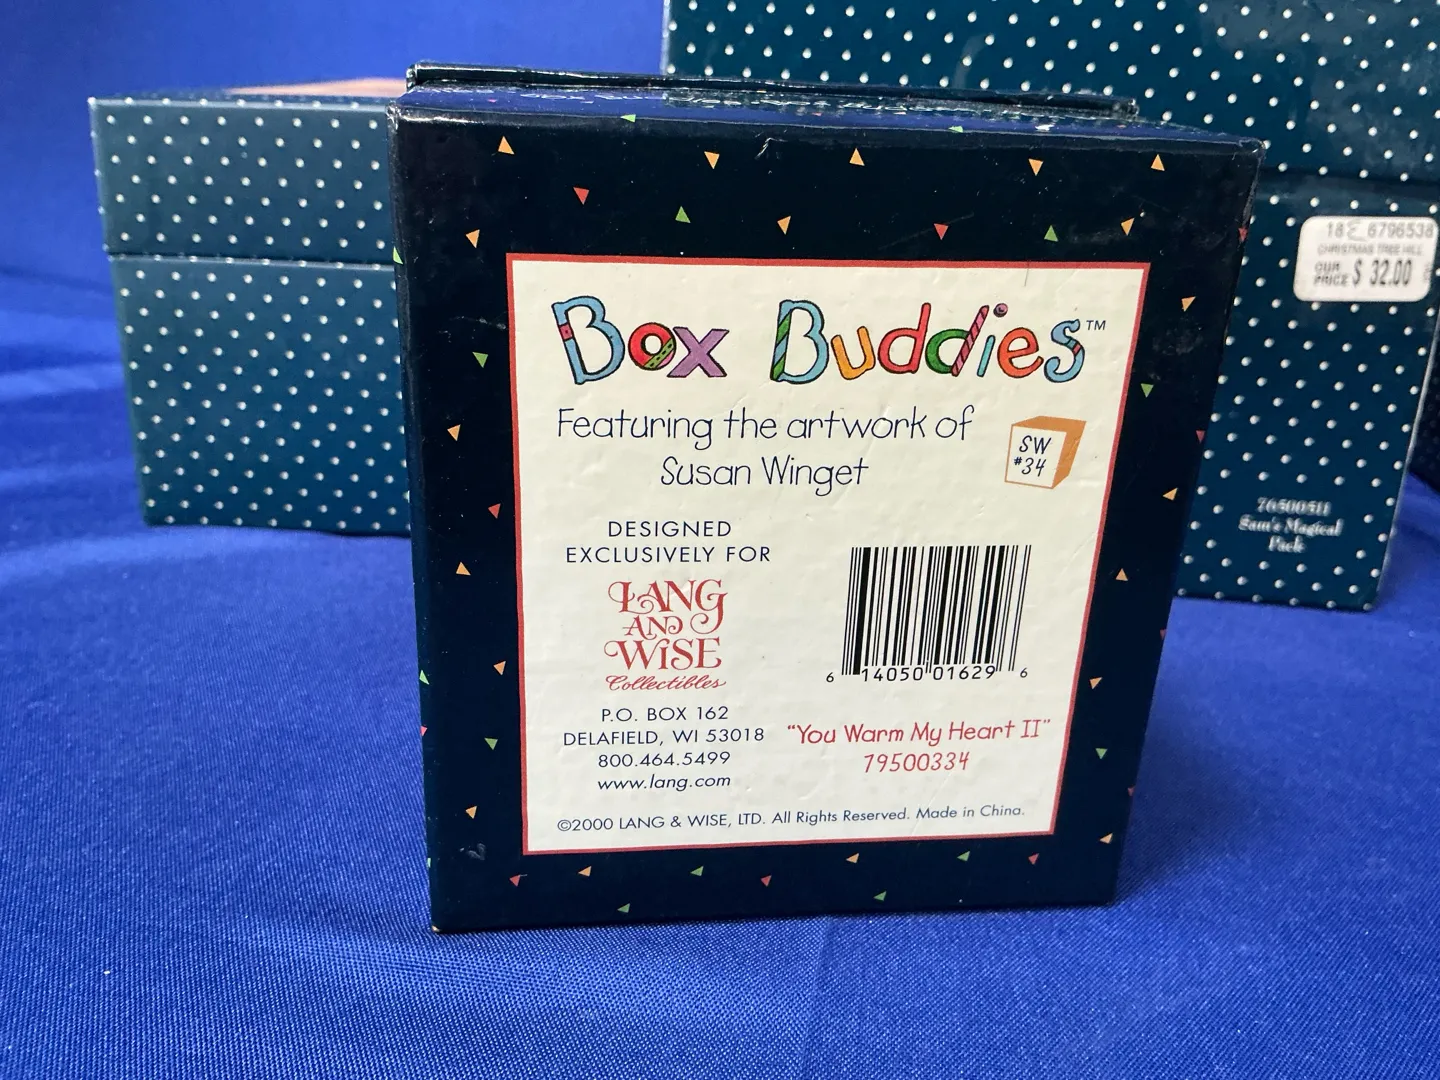 Box Buddies™
Featuring the artwork of
Susan Winget
SW
#34
DESIGNED
EXCLUSIVELY FOR
LANG
AND
WISE
Collectibles
P.O. BOX 162
DELAFIELD, WI 53018
800.464.5499
www.lang.com
6 14050 01629 6
"You Warm My Heart II"
79500334
©2000 LANG & WISE, LTD. All Rights Reserved. Made in China.
6796538
CHRISTMAS TREE HILL
OUR
PRICE $ 32.00
76500511
Sam's Magical
Pack